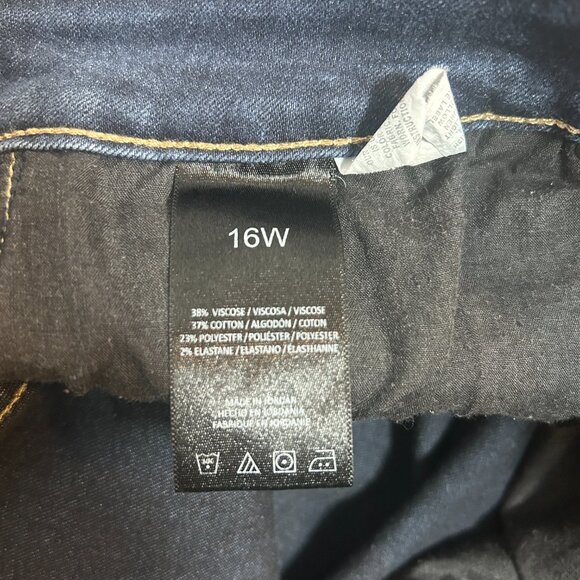 16W
38% VISCOSE / VISCOSA / VISCOSE
37% COTTON / ALGODÓN / COTON
23% POLYESTER / POLIÉSTER / POLYESTER
2% ELASTANE / ELASTANO / ÉLASTHANNE
MADE IN JORDAN
HECHO EN JORDANIA
FABRIQUÉ EN JORDANIE